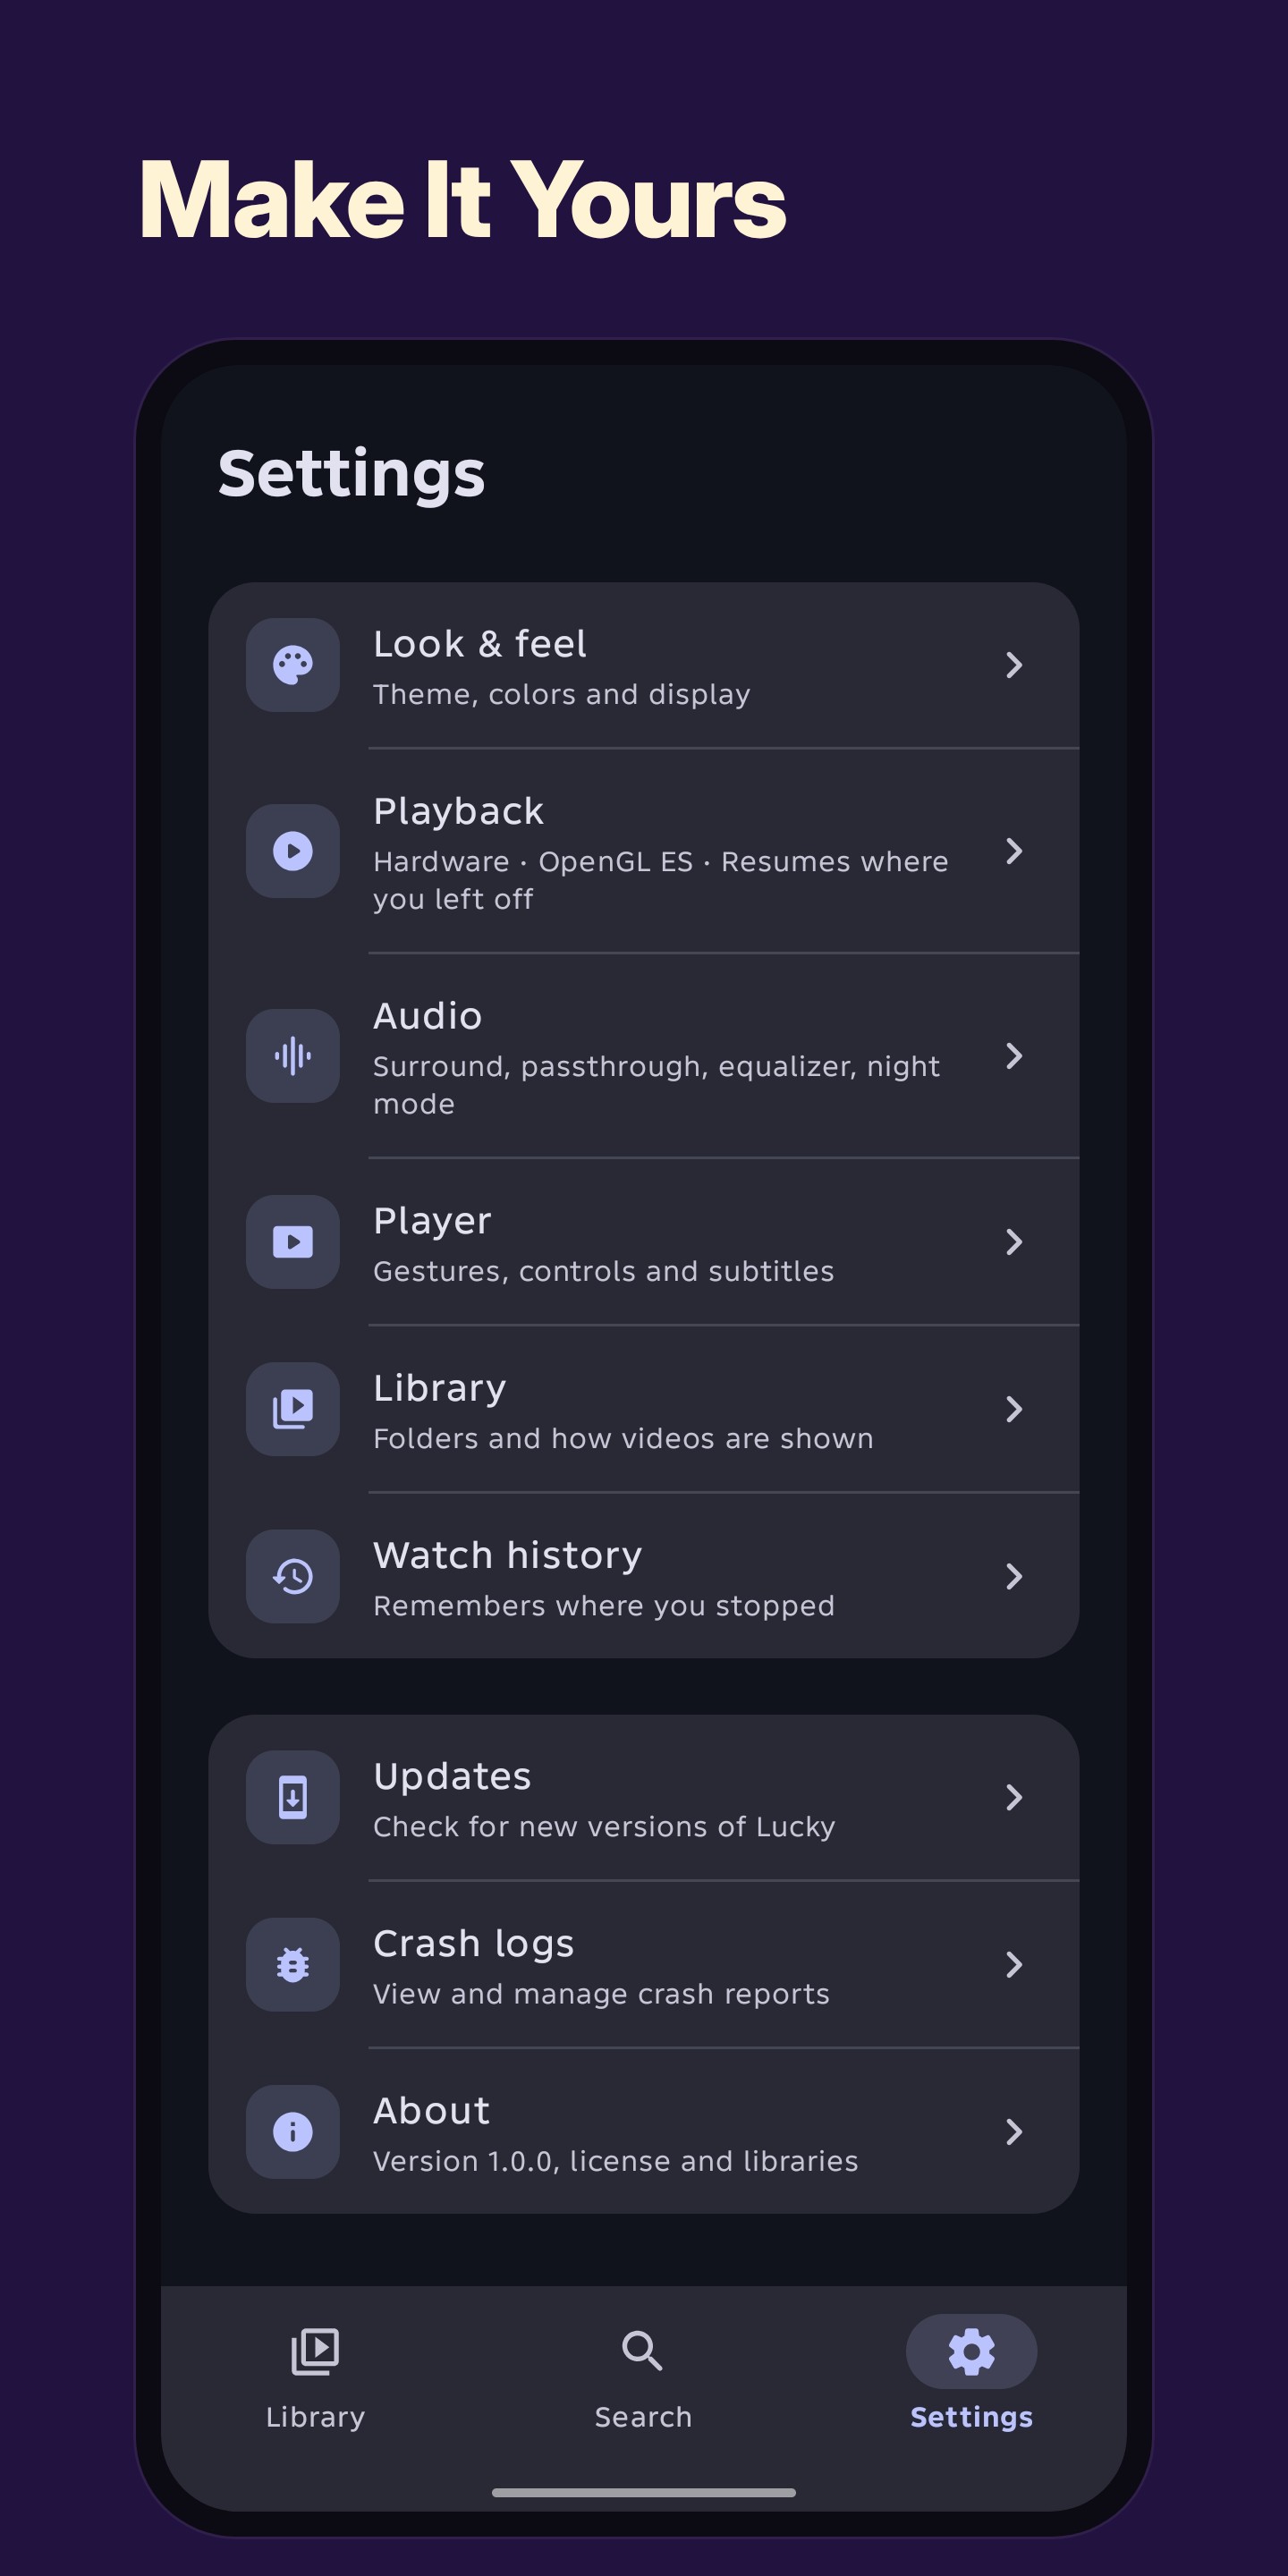 Make It Yours
Settings
Look & feel
Theme, colors and display
Playback
Hardware · OpenGL ES · Resumes where
you left off
Audio
Surround, passthrough, equalizer, night
mode
Player
Gestures, controls and subtitles
Library
Folders and how videos are shown
Watch history
Remembers where you stopped
Updates
Check for new versions of Lucky
Crash logs
View and manage crash reports
About
Version 1.0.0, license and libraries
Library
Search
Settings